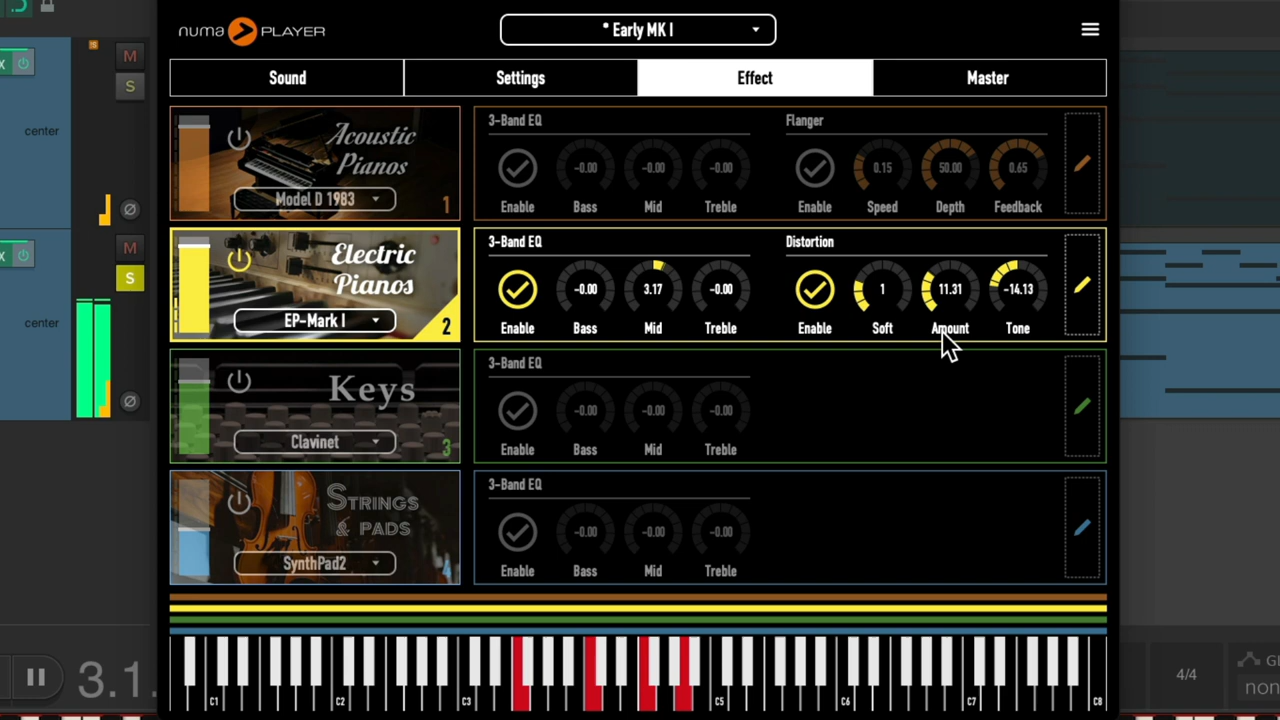 numa PLAYER
* Early MK I
Sound
Settings
Effect
Master
M
S
center
Acoustic
Pianos
Model D 1983
1
3-Band EQ
-0.00
-0.00
-0.00
Enable
Bass
Mid
Treble
Flanger
0.15
50.00
0.65
Enable
Speed
Depth
Feedback
X
M
S
center
Electric
Pianos
EP-Mark I
2
3-Band EQ
-0.00
3.17
-0.00
Enable
Bass
Mid
Treble
Distortion
1
11.31
-14.13
Enable
Soft
Amount
Tone
Keys
Clavinet
3
3-Band EQ
-0.00
-0.00
-0.00
Enable
Bass
Mid
Treble
Strings
& pads
SynthPad2
4
3-Band EQ
-0.00
-0.00
-0.00
Enable
Bass
Mid
Treble
C1
C2
C3
C5
C6
C7
C8
3.1.
4/4
non